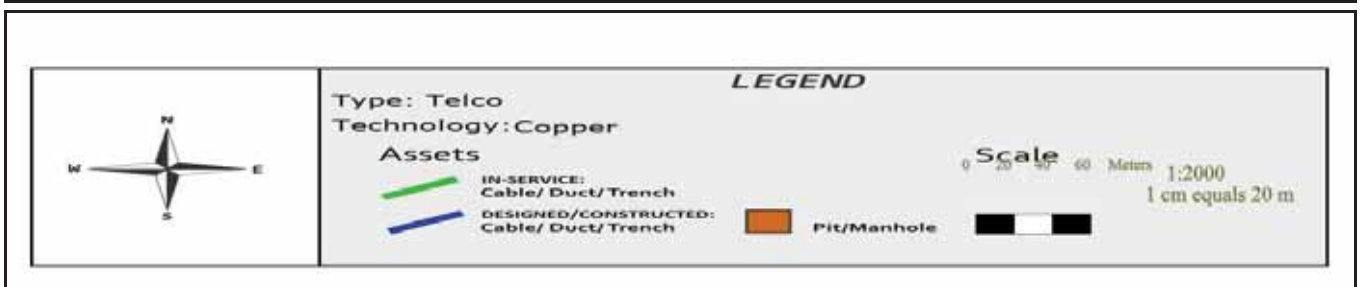 LEGEND
Type: Telco
Technology: Copper
Assets
IN-SERVICE:
Cable/ Duct/ Trench
DESIGNED/CONSTRUCTED:
Cable/ Duct/ Trench
Pit/Manhole
Scale
0 20 40 60 Meters
1:2000
1 cm equals 20 m
N
W
E
S